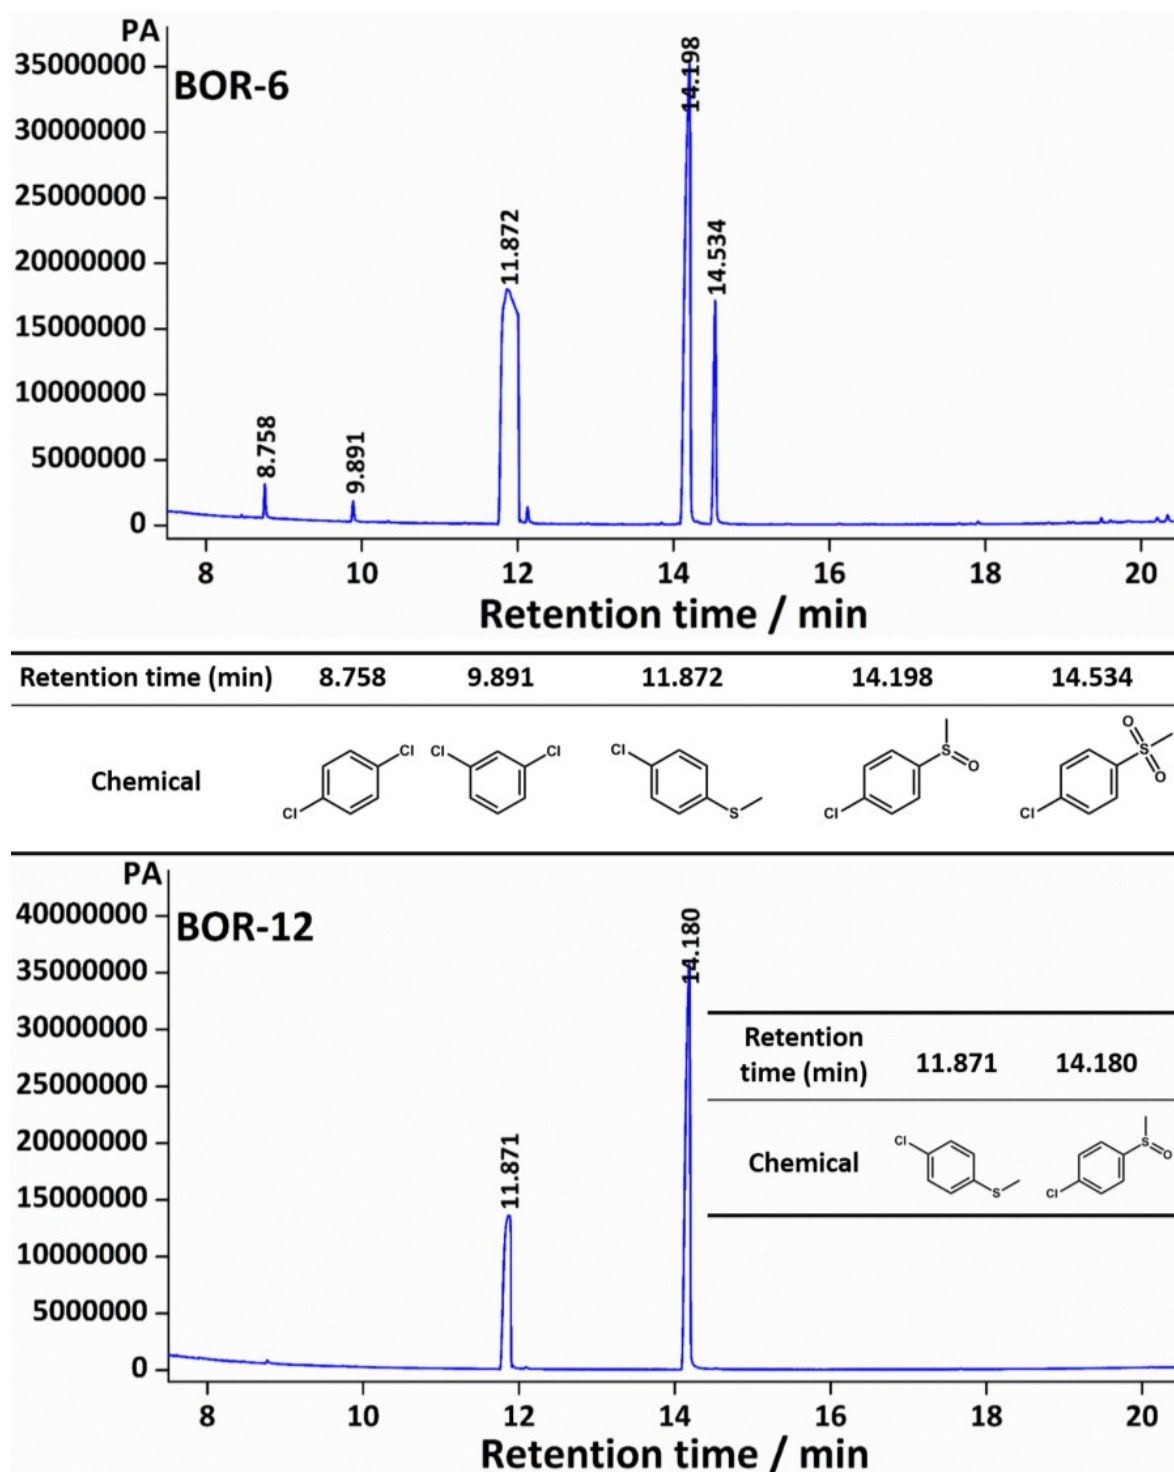 PA
BOR-6
35000000
30000000
25000000
20000000
15000000
10000000
5000000
0
8.758
9.891
11.872
14.198
14.534
8 10 12 14 16 18 20
Retention time / min
Retention time (min) 8.758 9.891 11.872 14.198 14.534
Chemical
Cl Cl
Cl Cl
Cl S
S O Cl
O S O Cl
PA
BOR-12
40000000
35000000
30000000
25000000
20000000
15000000
10000000
5000000
0
11.871
14.180
Retention
time (min) 11.871 14.180
Chemical
Cl S
S O Cl
8 10 12 14 16 18 20
Retention time / min